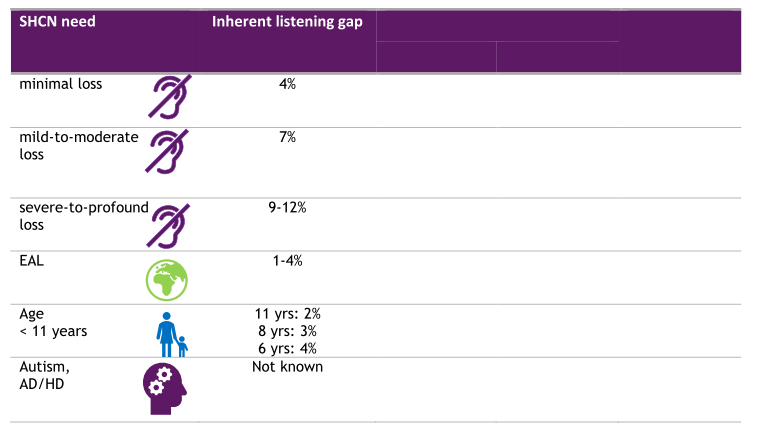 SHCN need Inherent listening gap
minimal loss 4%
mild-to-moderate 7%
loss
severe-to-profound 9-12%
loss
EAL 1-4%
Age 11 yrs: 2%
< 11 years 8 yrs: 3%
6 yrs: 4%
Autism, Not known
AD/HD